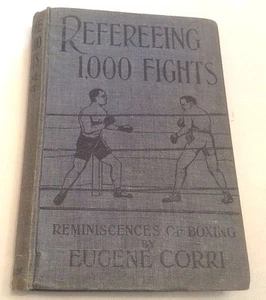 REFEREEING
1,000 FIGHTS
REMINISCENCES OF BOXING
BY
EUGENE CORRI